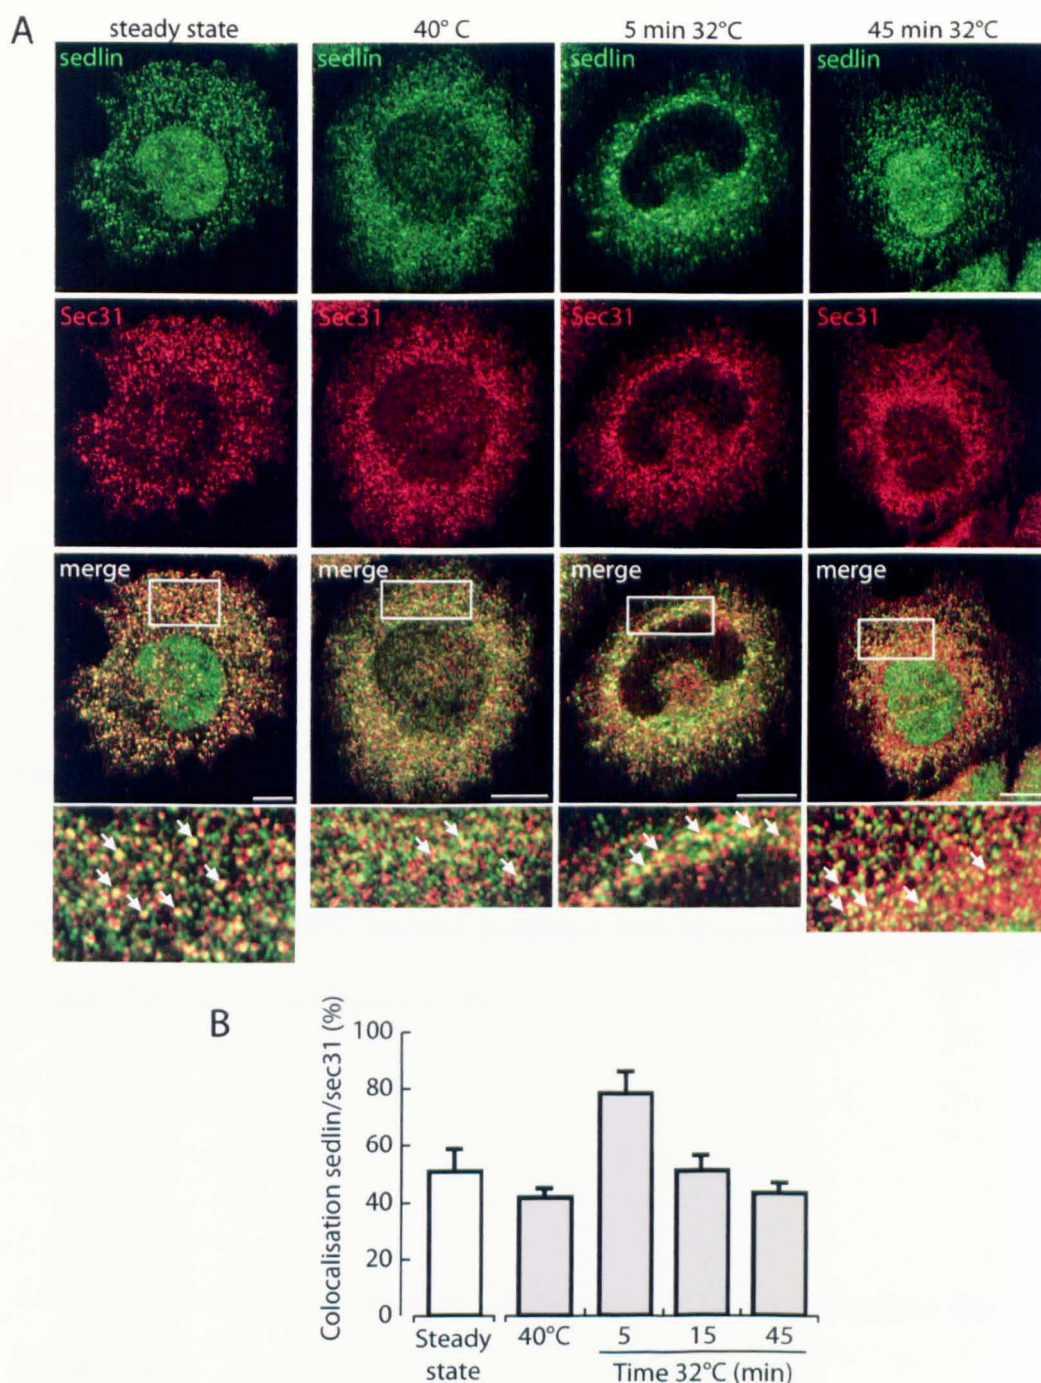 A
steady state 40° C 5 min 32°C 45 min 32°C
sedlin sedlin sedlin sedlin
Sec31 Sec31 Sec31 Sec31
merge merge merge merge
B
Colocalisation sedlin/sec31 (%)
100
80
60
40
20
0
Steady state 40°C 5 15 45
Time 32°C (min)